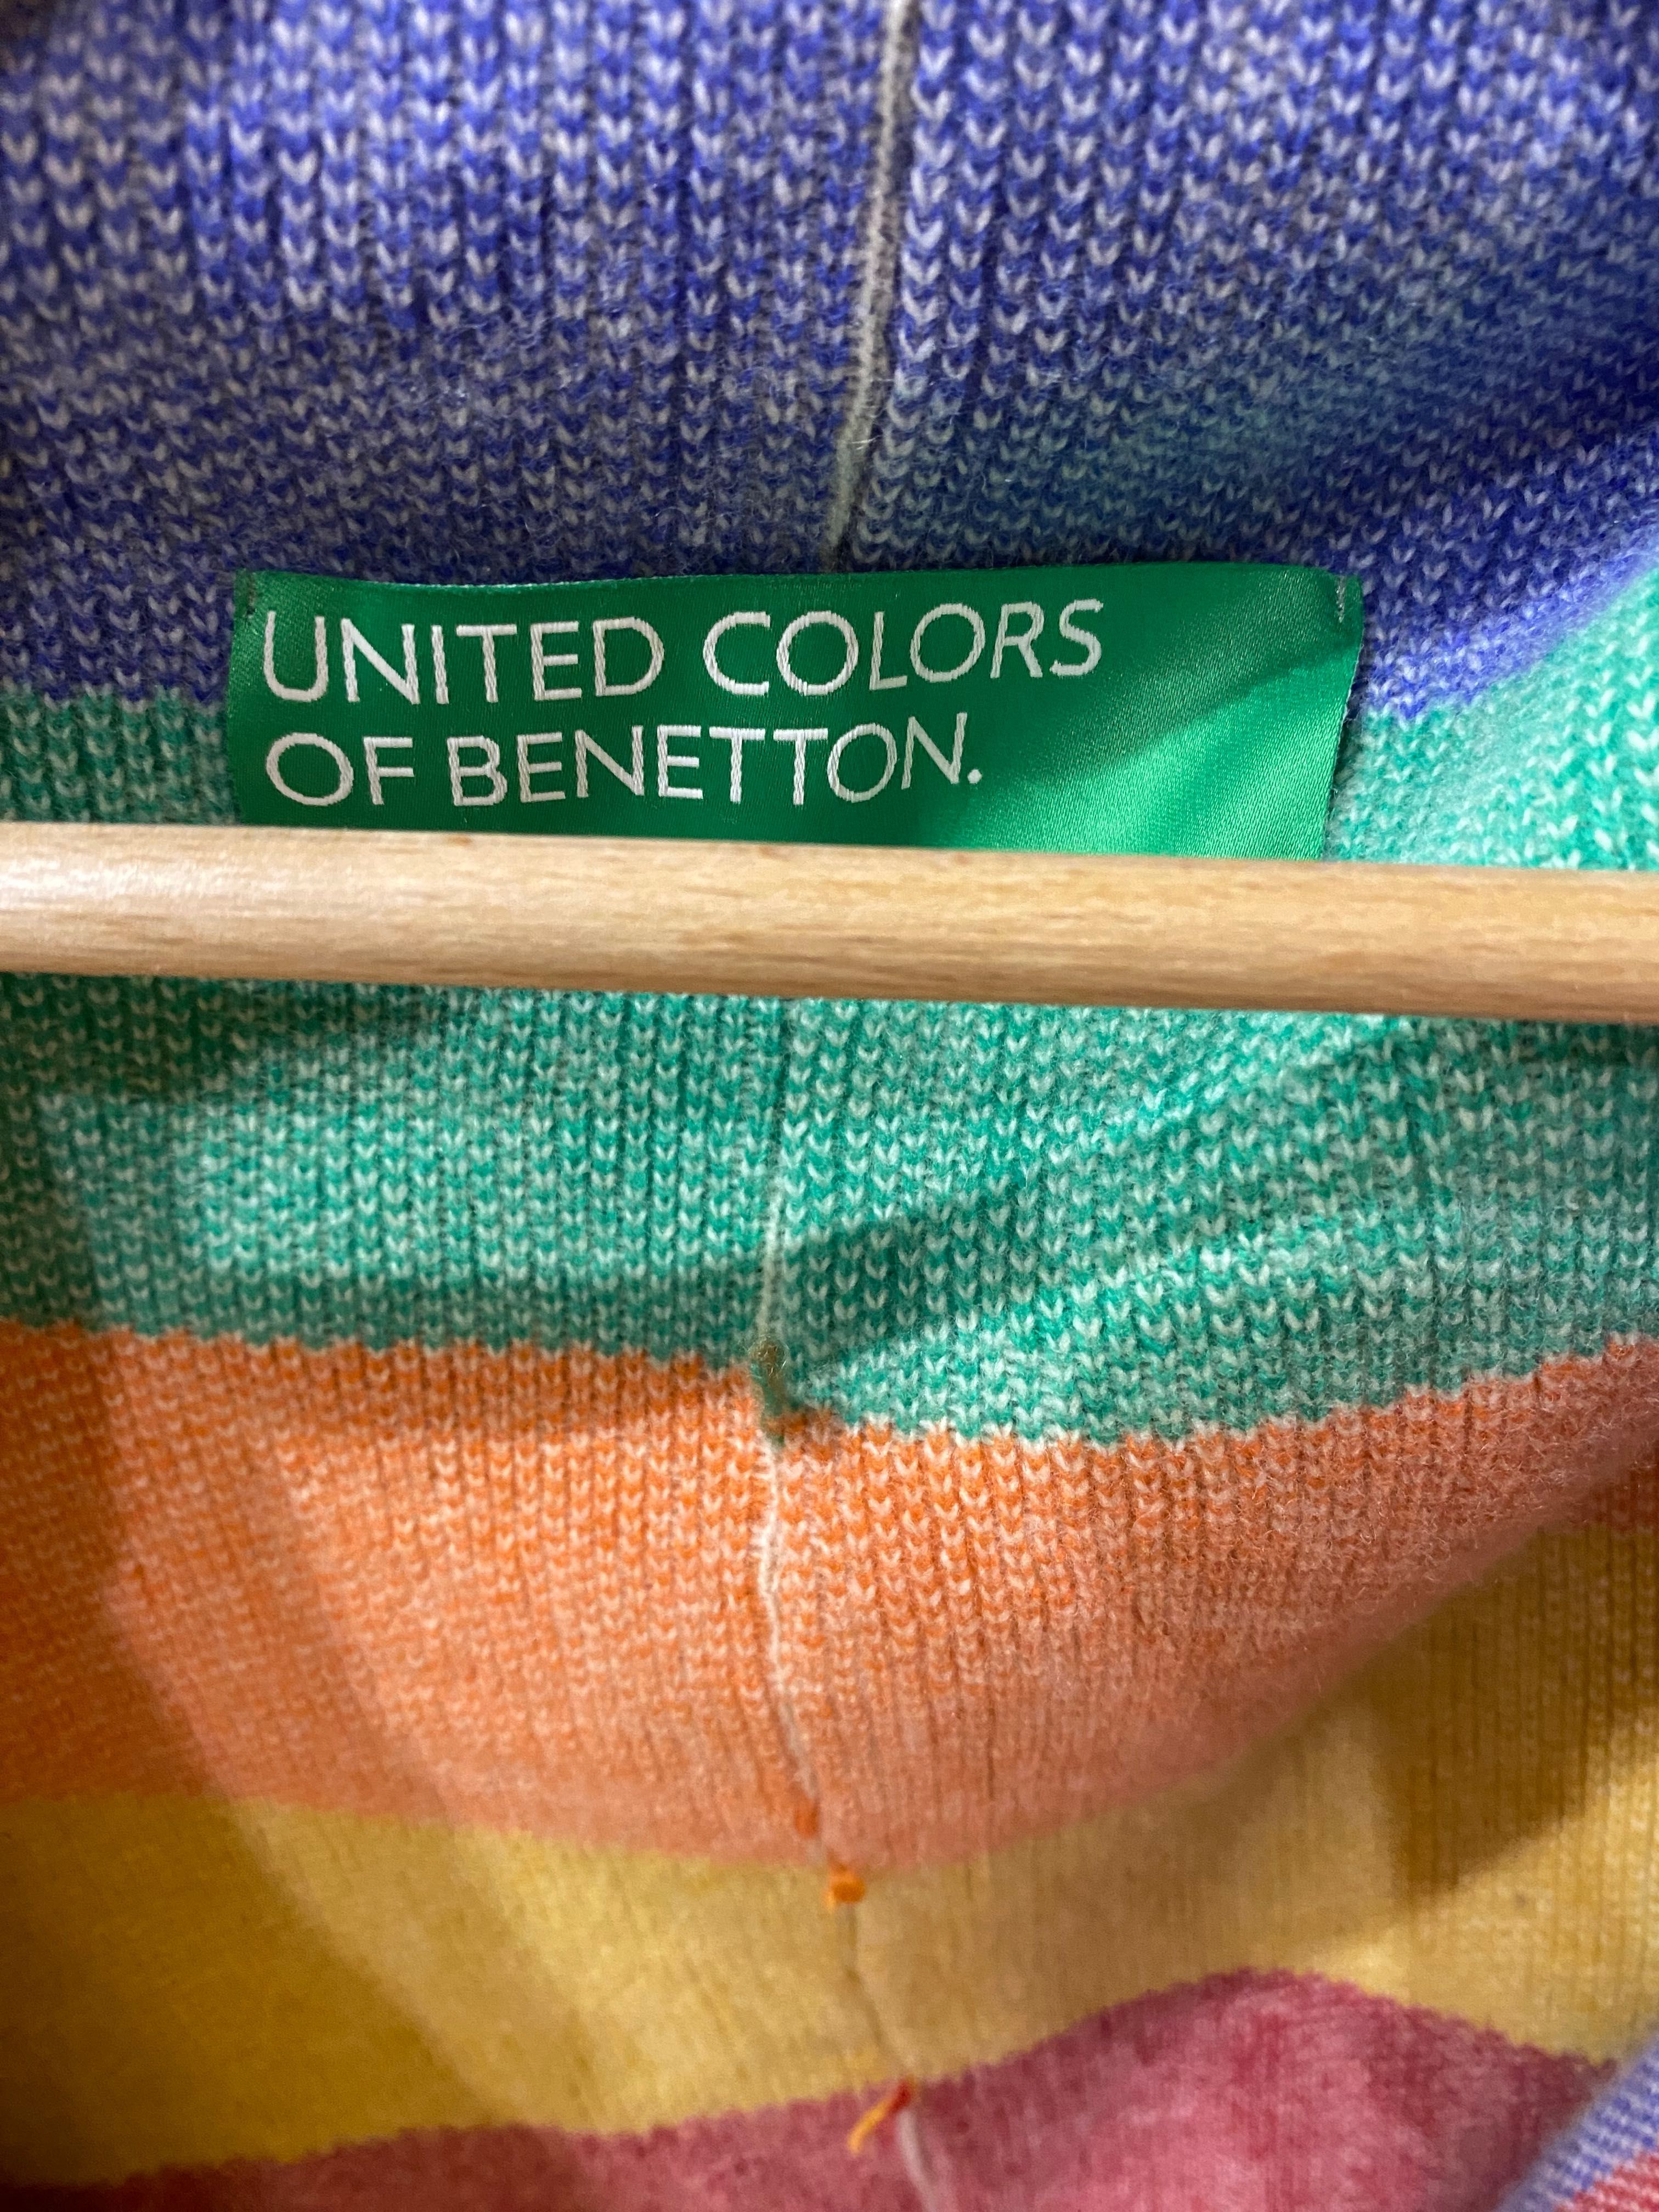 UNITED COLORS
OF BENETTON.